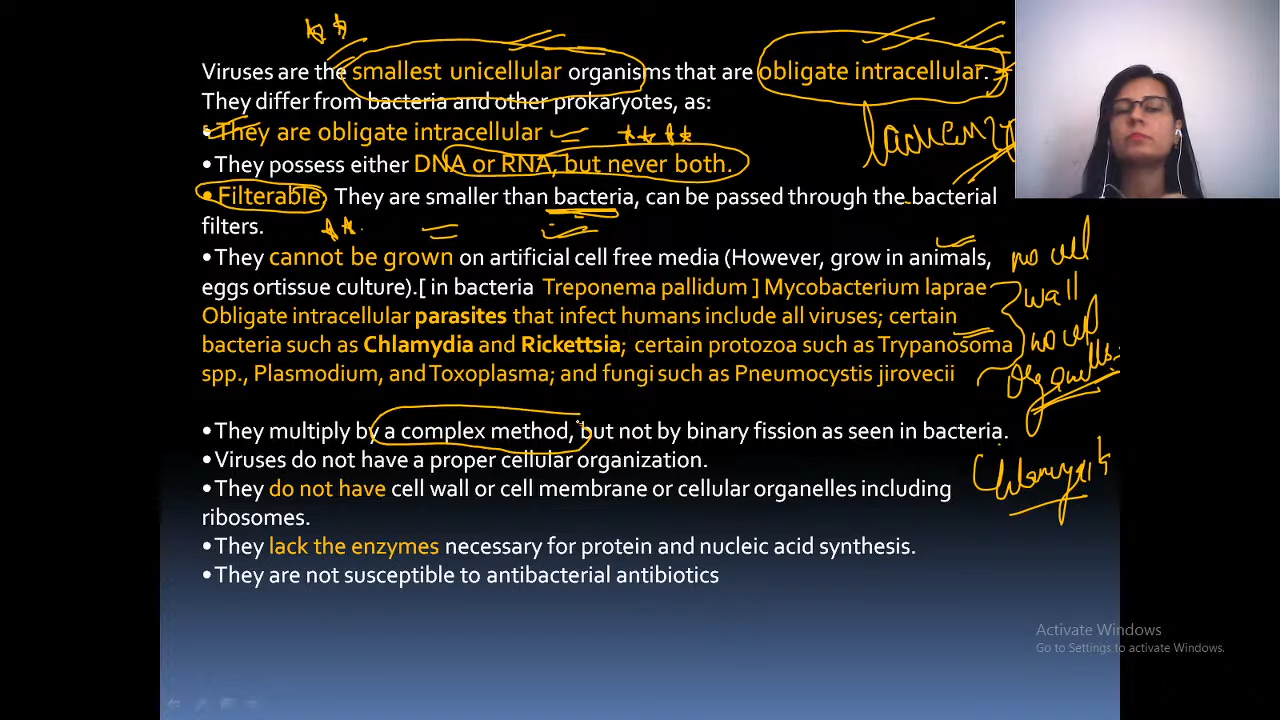 Viruses are the smallest unicellular organisms that are obligate intracellular.
They differ from bacteria and other prokaryotes, as:
• They are obligate intracellular
• They possess either DNA or RNA, but never both.
• Filterable: They are smaller than bacteria, can be passed through the bacterial
filters.
• They cannot be grown on artificial cell free media (However, grow in animals,
eggs ortissue culture).[ in bacteria Treponema pallidum ] Mycobacterium laprae
Obligate intracellular parasites that infect humans include all viruses; certain
bacteria such as Chlamydia and Rickettsia; certain protozoa such as Trypanosoma
spp., Plasmodium, and Toxoplasma; and fungi such as Pneumocystis jirovecii
• They multiply by a complex method, but not by binary fission as seen in bacteria.
• Viruses do not have a proper cellular organization.
• They do not have cell wall or cell membrane or cellular organelles including
ribosomes.
• They lack the enzymes necessary for protein and nucleic acid synthesis.
• They are not susceptible to antibacterial antibiotics
no cell
wall
no cell
organells
Activate Windows
Go to Settings to activate Windows.